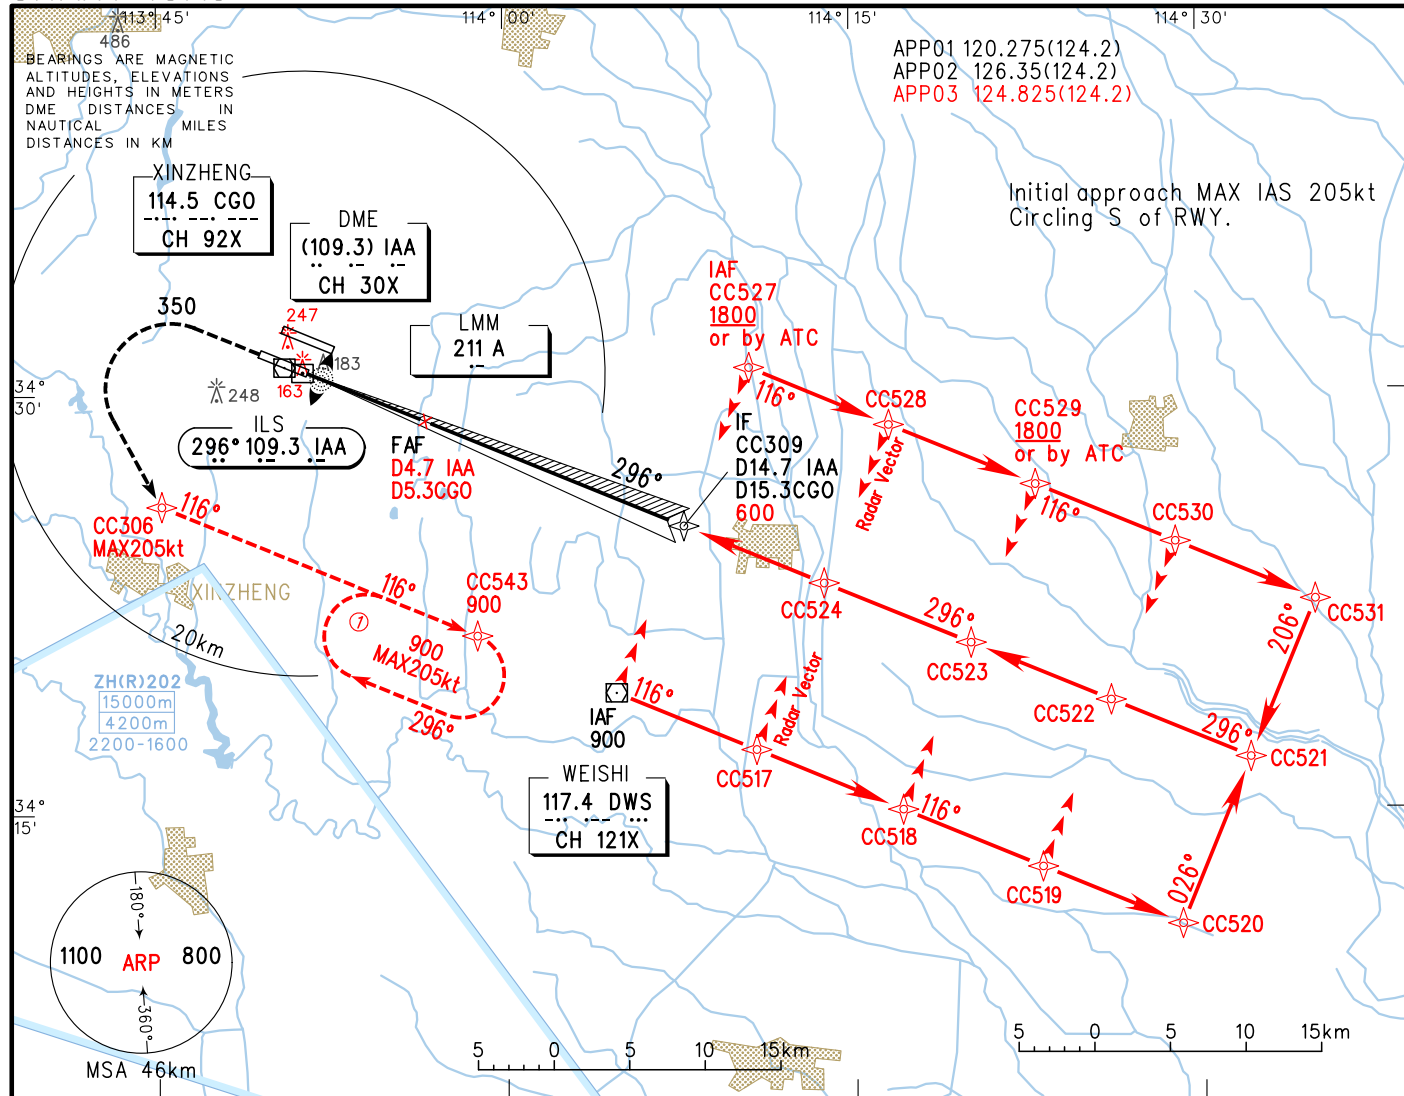 113°45'
114°00'
114°15'
114°30'
486
BEARINGS ARE MAGNETIC
ALTITUDES, ELEVATIONS
AND HEIGHTS IN METERS
DME DISTANCES IN
NAUTICAL MILES
DISTANCES IN KM
APP01 120.275(124.2)
APP02 126.35(124.2)
APP03 124.825(124.2)
Initial approach MAX IAS 205kt
Circling S of RWY.
XINZHENG
114.5 CGO
CH 92X
DME
(109.3) IAA
CH 30X
LMM
211 A
350
247
183
163
248
34°
30'
ILS
296° 109.3 IAA
FAF
D4.7 IAA
D5.3CGO
296°
IF
CC309
D14.7 IAA
D15.3CGO
600
IAF
CC527
1800
or by ATC
116°
CC528
Radar Vector
CC529
1800
or by ATC
116°
CC530
CC531
206°
CC306
MAX205kt
116°
XINZHENG
20km
116°
CC543
900
1
900
MAX205kt
296°
CC524
296°
CC523
CC522
296°
CC521
ZH(R)202
15000m
4200m
2200-1600
116°
IAF
900
Radar Vector
CC517
WEISHI
117.4 DWS
CH 121X
116°
CC518
CC519
026°
CC520
34°
15'
180°
1100
ARP
800
360°
MSA 46km
5 0 5 10 15km
5 0 5 10 15km